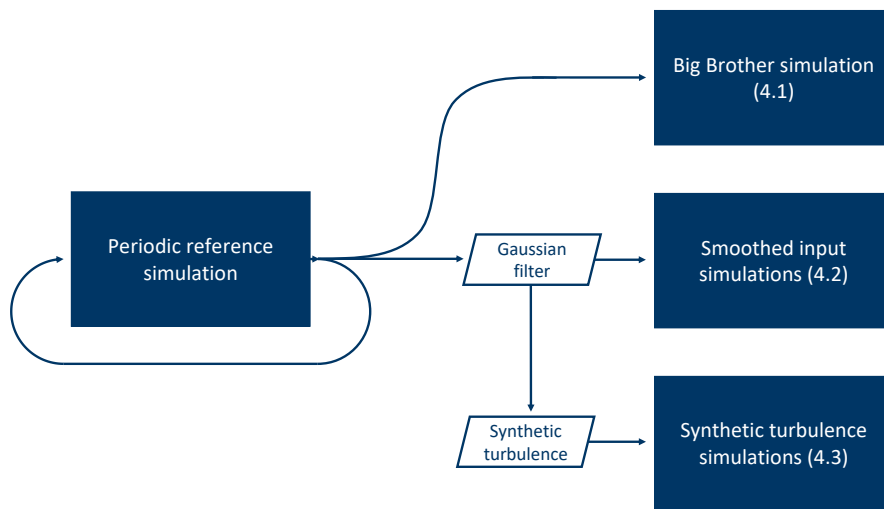 Big Brother simulation
(4.1)
Periodic reference
simulation
Gaussian
filter
Smoothed input
simulations (4.2)
Synthetic
turbulence
Synthetic turbulence
simulations (4.3)